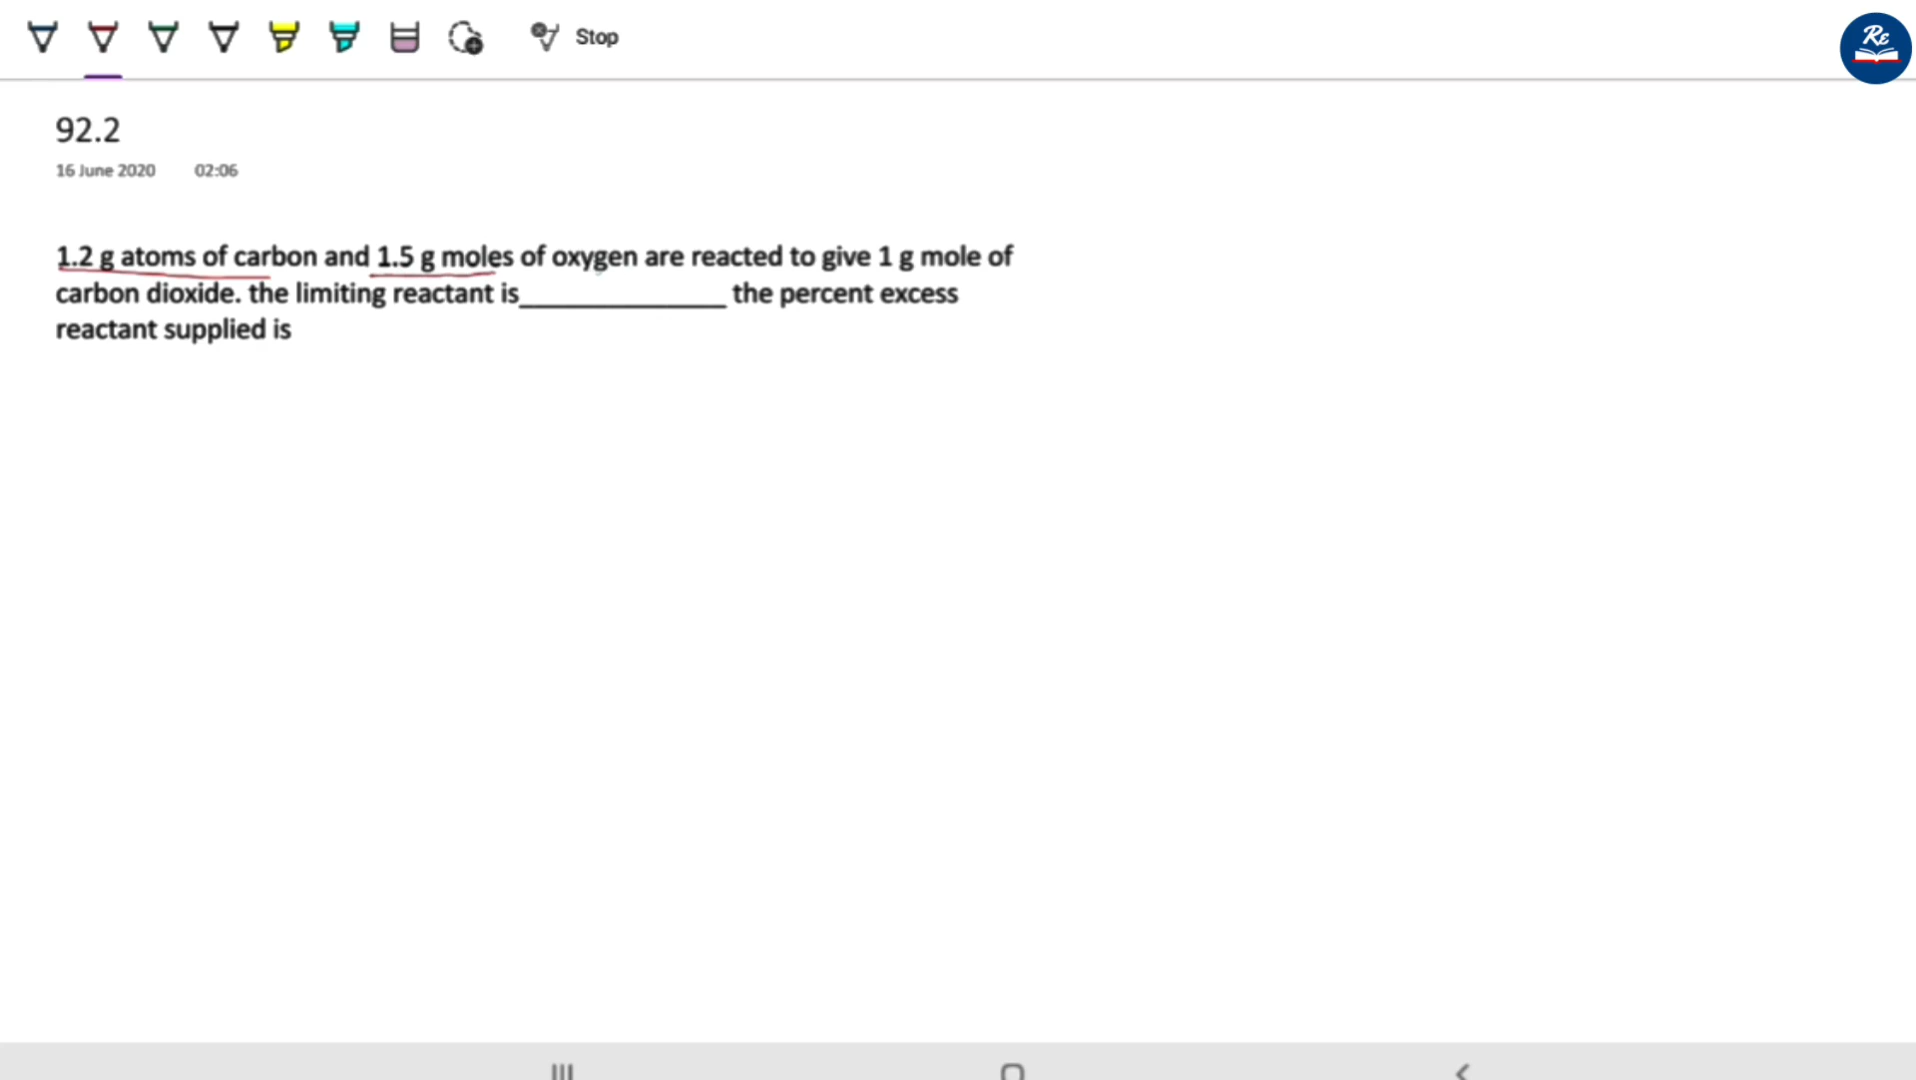 Stop
Rε
92.2
16 June 2020 02:06
1.2 g atoms of carbon and 1.5 g moles of oxygen are reacted to give 1 g mole of
carbon dioxide. the limiting reactant is______________ the percent excess
reactant supplied is